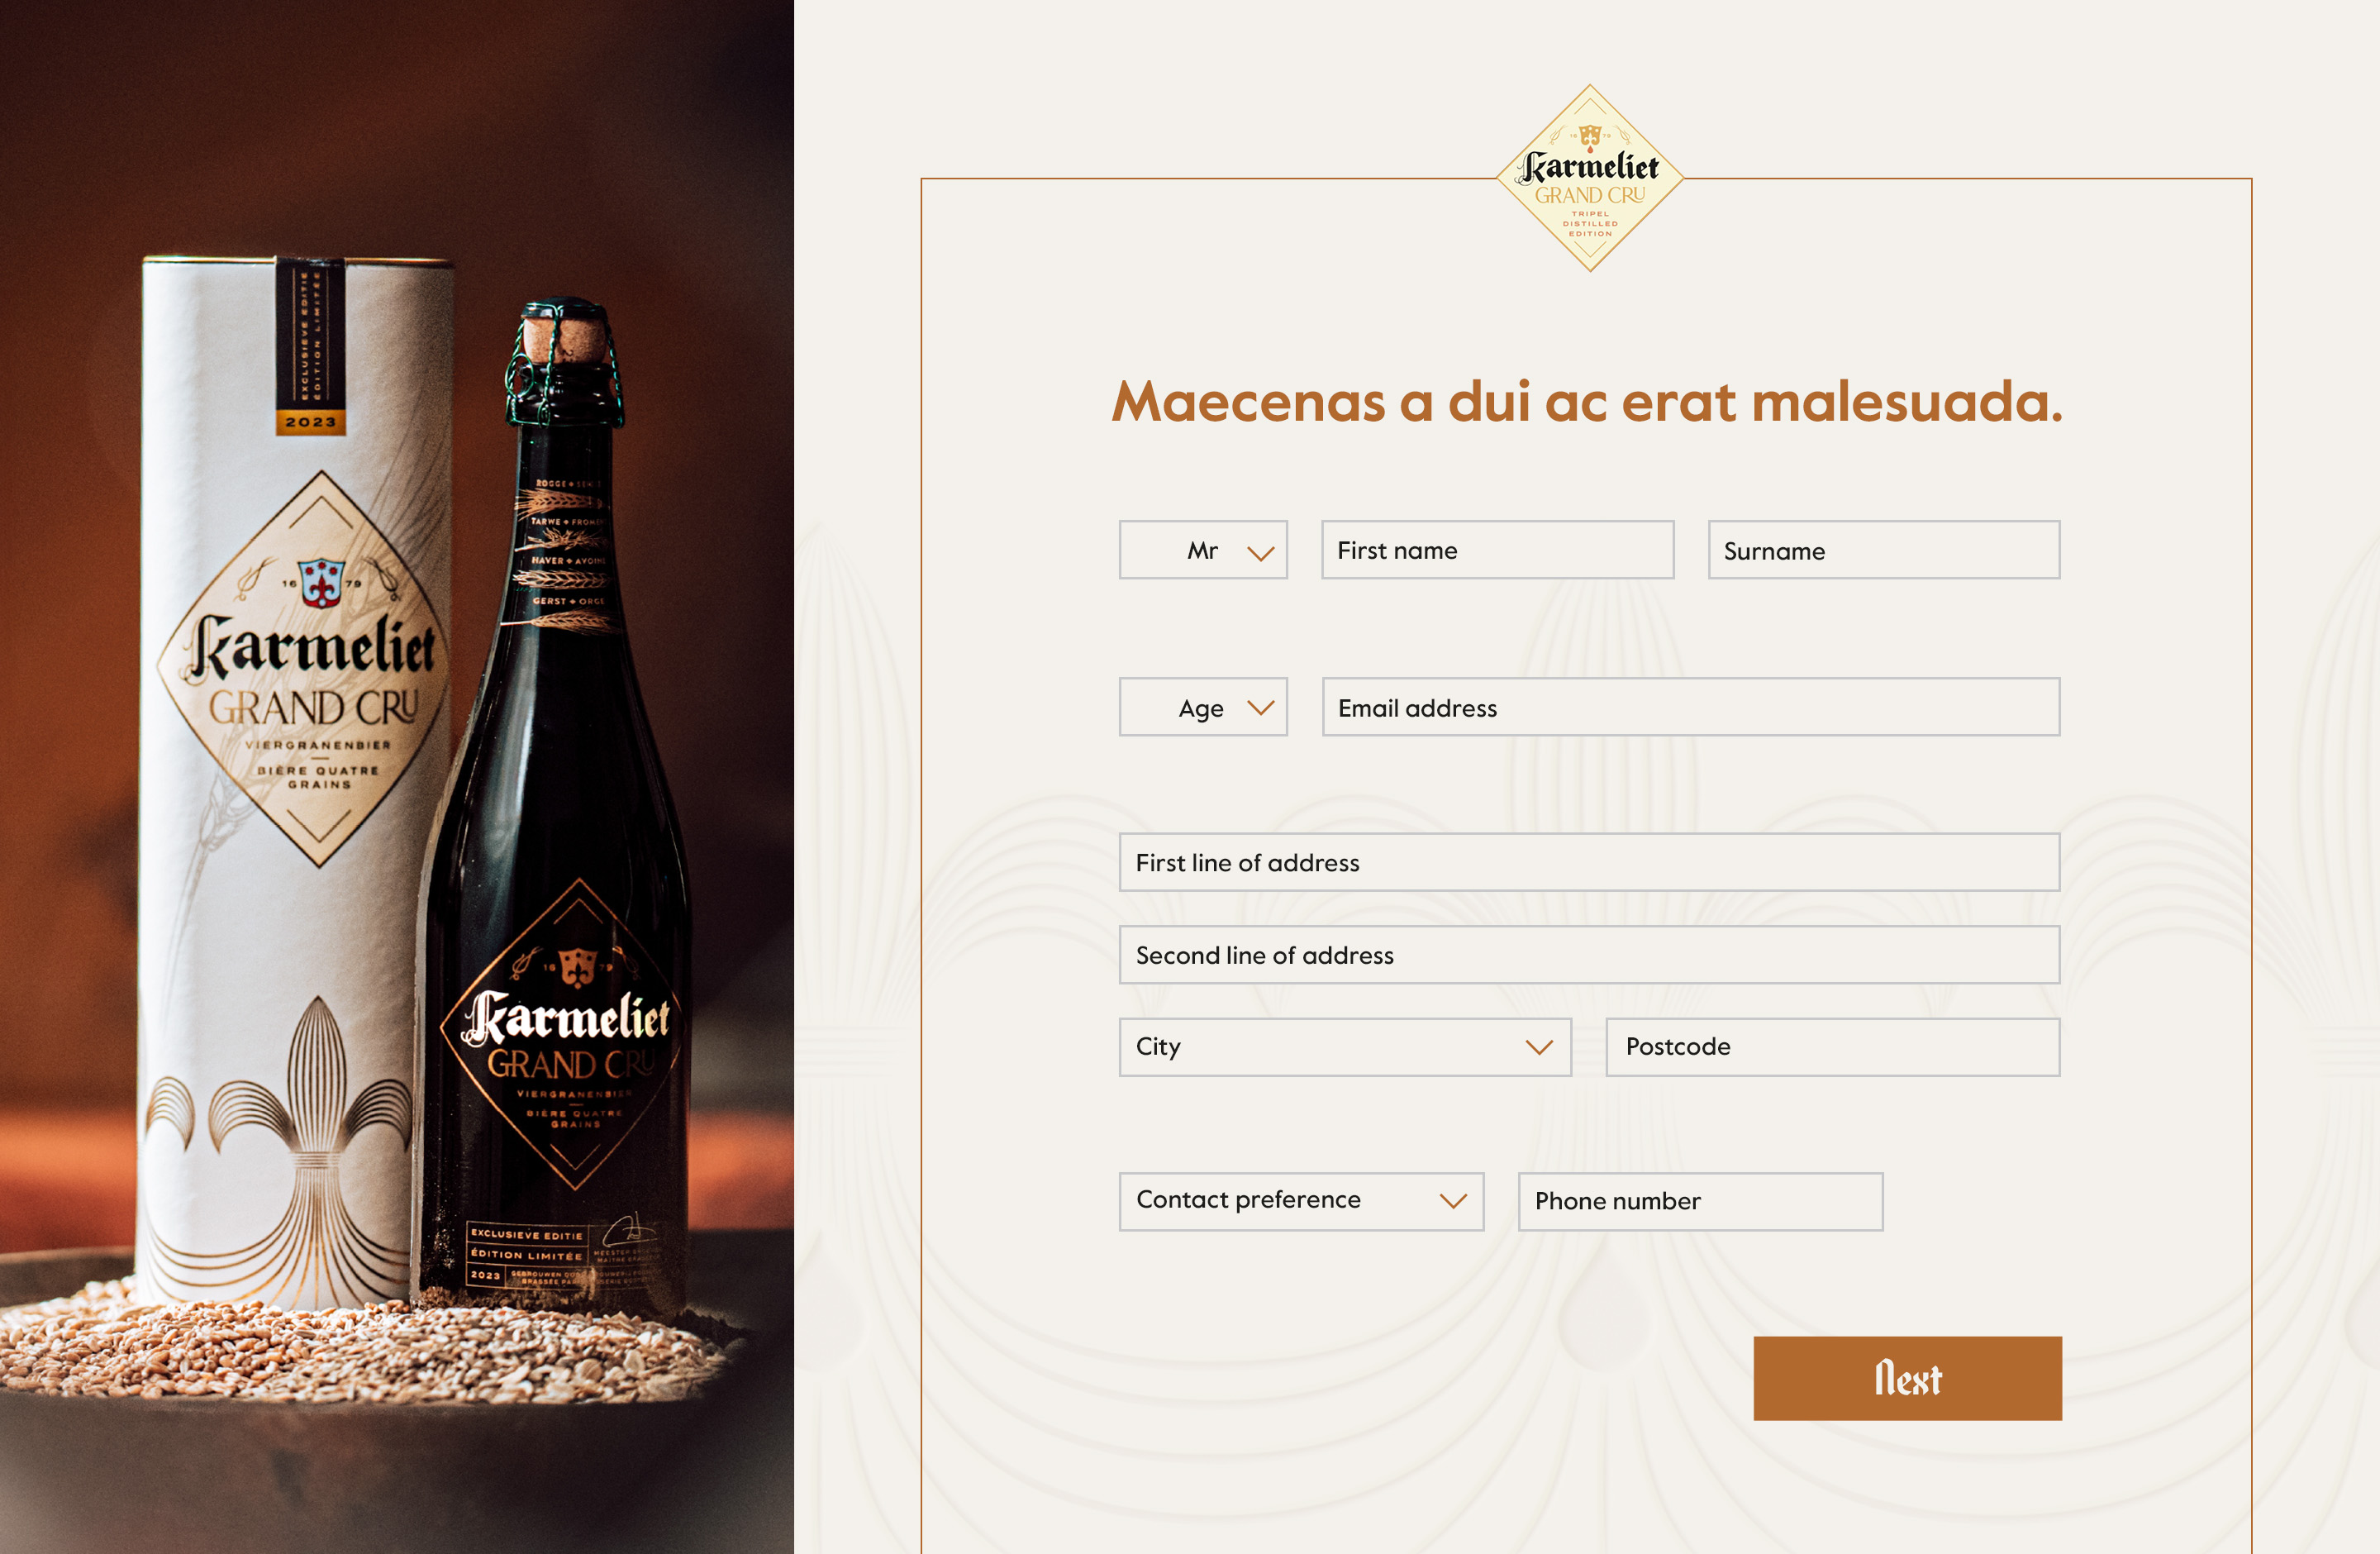 EXCLUSIEVE EDITIE
ÉDITION LIMITÉE
2023
16 79
Karmeliet
GRAND CRU
VIERGRANENBIER
BIÈRE QUATRE
GRAINS
ROGGE
TARWE
HAVER
GERST ORGE
16 79
Karmeliet
GRAND CRU
VIERGRANENBIER
BIÈRE QUATRE
GRAINS
EXCLUSIEVE EDITIE
ÉDITION LIMITÉE
2023
16 79
Karmeliet
GRAND CRU
TRIPEL
DISTILLED
EDITION
Maecenas a dui ac erat malesuada.
Mr
First name
Surname
Age
Email address
First line of address
Second line of address
City
Postcode
Contact preference
Phone number
Next